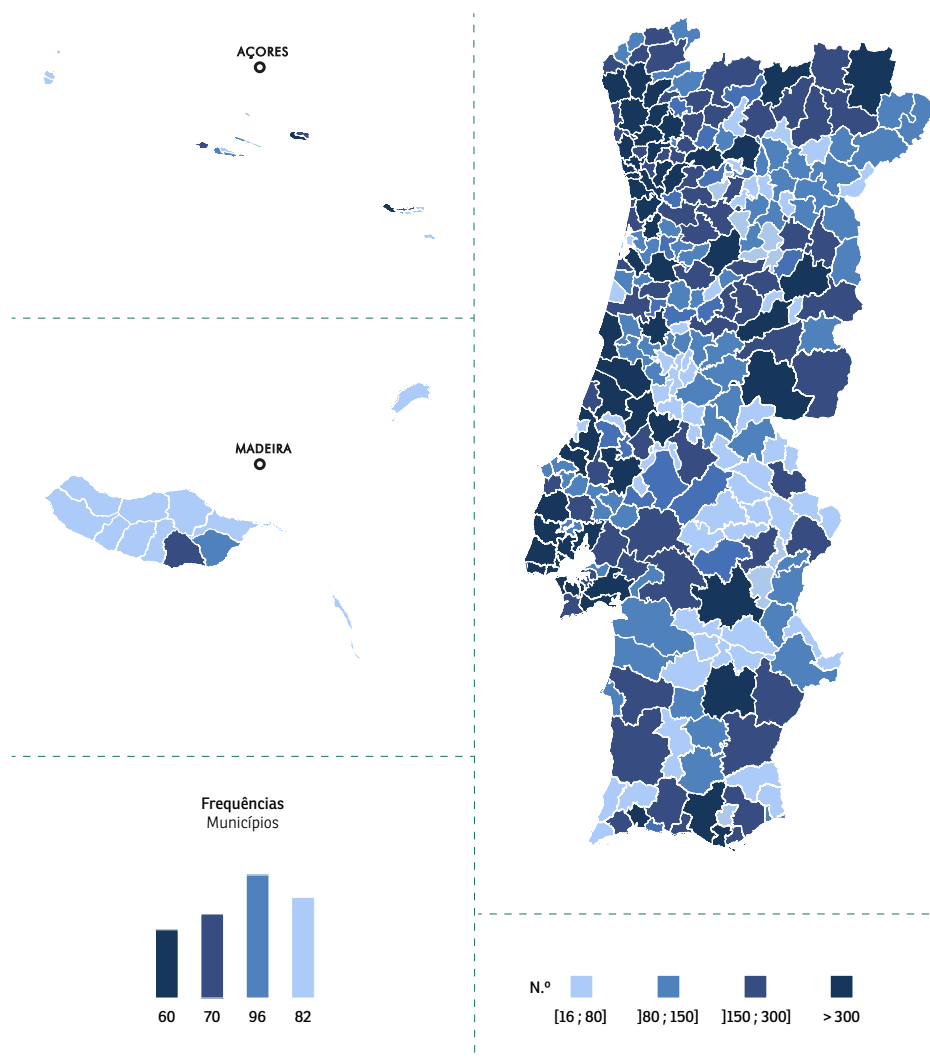 AÇORES
MADEIRA
Frequências
Municípios
60 70 96 82
N.º
]16 ; 80] ]80 ; 150] ]150 ; 300] > 300